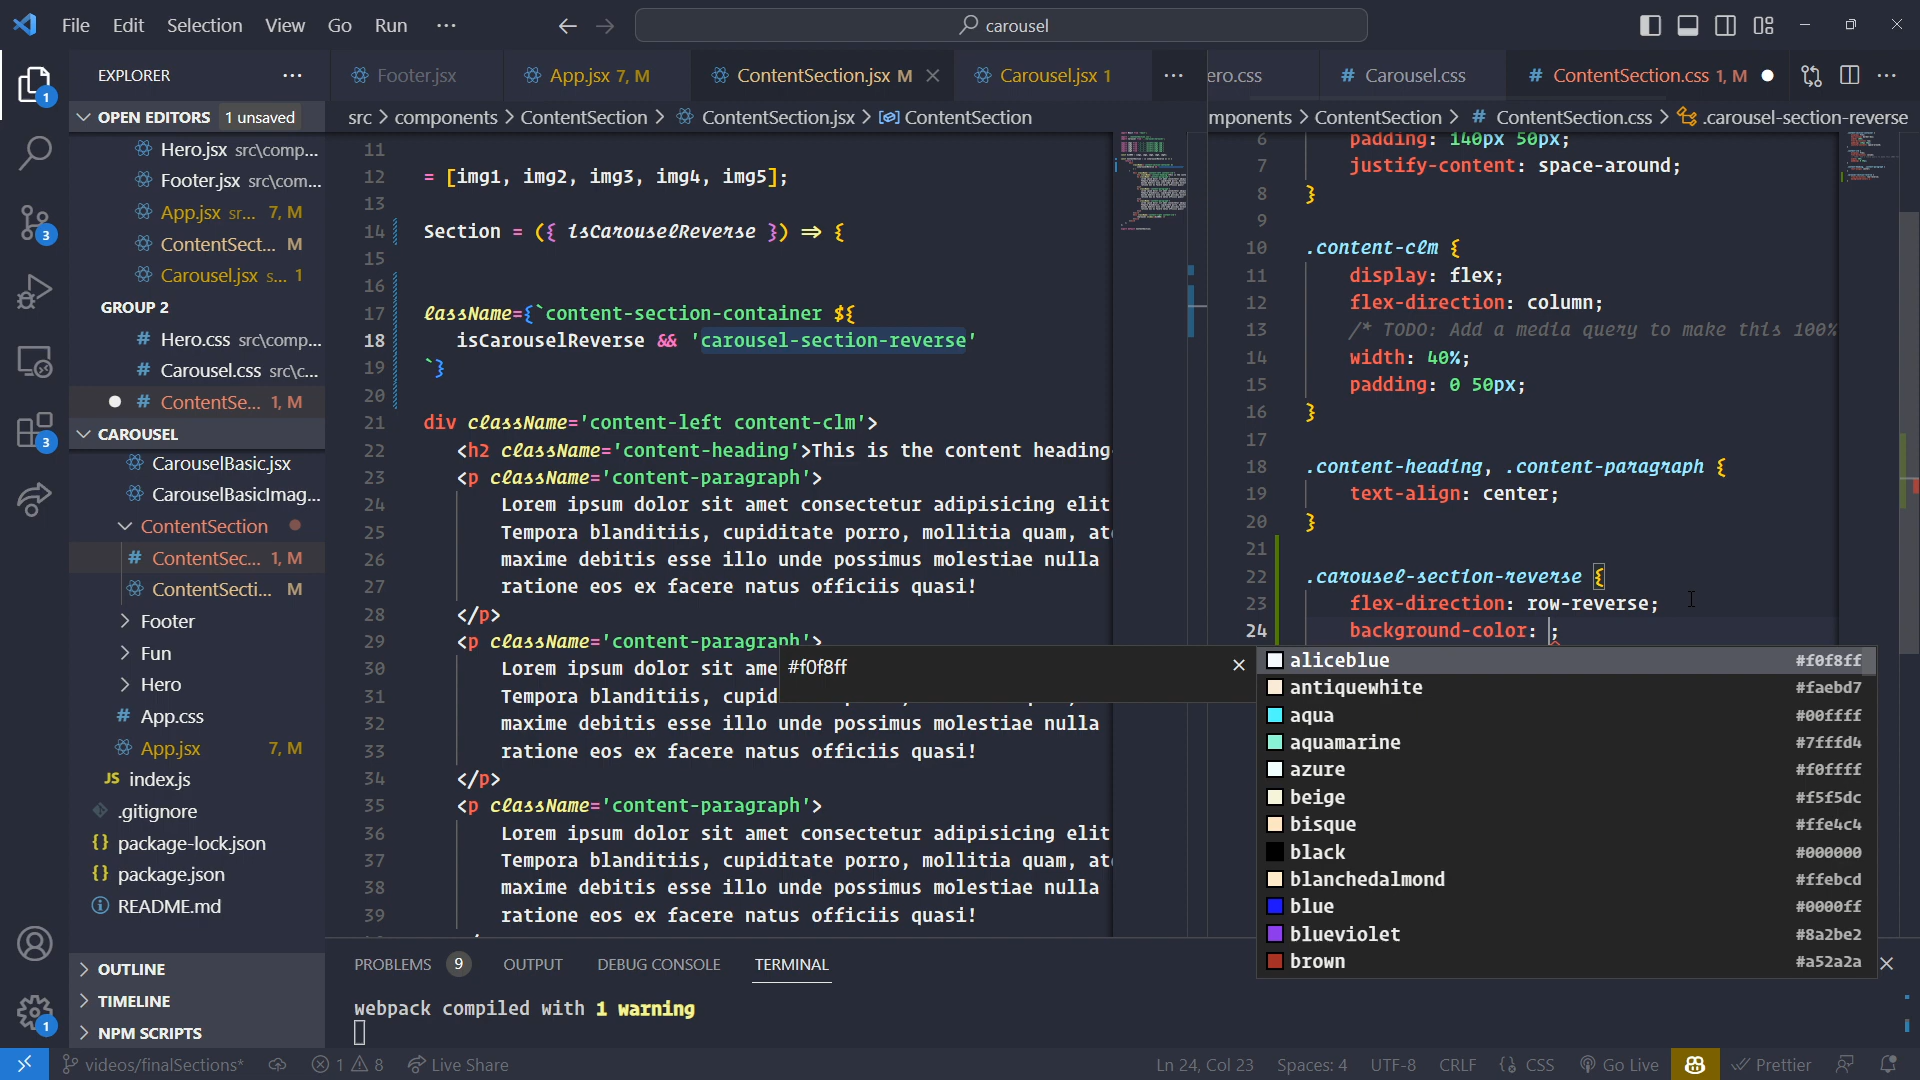 File Edit Selection View Go Run ···
carousel
EXPLORER
OPEN EDITORS 1 unsaved
Hero.jsx src\comp...
Footer.jsx src\com...
App.jsx sr... 7, M
ContentSect... M
Carousel.jsx s... 1
GROUP 2
# Hero.css src\comp...
# Carousel.css src\c...
# ContentSe... 1, M
CAROUSEL
CarouselBasic.jsx
CarouselBasicImag...
ContentSection
# ContentSec... 1, M
ContentSecti... M
Footer
Fun
Hero
# App.css
App.jsx 7, M
JS index.js
.gitignore
{} package-lock.json
{} package.json
README.md
OUTLINE
TIMELINE
NPM SCRIPTS
Footer.jsx App.jsx 7, M ContentSection.jsx M Carousel.jsx 1 ···
src > components > ContentSection > ContentSection.jsx > ContentSection
11
12 = [img1, img2, img3, img4, img5];
13
14 Section = ({ isCarouselReverse }) => {
15
16
17 lassName={`content-section-container ${
18 isCarouselReverse && 'carousel-section-reverse'
19 `}
20
21 div className='content-left content-clm'>
22 <h2 className='content-heading'>This is the content heading
23 <p className='content-paragraph'>
24 Lorem ipsum dolor sit amet consectetur adipisicing elit
25 Tempora blanditiis, cupiditate porro, mollitia quam, at
26 maxime debitis esse illo unde possimus molestiae nulla
27 ratione eos ex facere natus officiis quasi!
28 </p>
29 <p className='content-paragraph'>
30 Lorem ipsum dolor sit ame
31 Tempora blanditiis, cupid
32 maxime debitis esse illo unde possimus molestiae nulla
33 ratione eos ex facere natus officiis quasi!
34 </p>
35 <p className='content-paragraph'>
36 Lorem ipsum dolor sit amet consectetur adipisicing elit
37 Tempora blanditiis, cupiditate porro, mollitia quam, at
38 maxime debitis esse illo unde possimus molestiae nulla
39 ratione eos ex facere natus officiis quasi!
ero.css # Carousel.css # ContentSection.css 1, M
mponents > ContentSection > # ContentSection.css > .carousel-section-reverse
6 padding: 140px 50px;
7 justify-content: space-around;
8 }
9
10 .content-clm {
11 display: flex;
12 flex-direction: column;
13 /* TODO: Add a media query to make this 100%
14 width: 40%;
15 padding: 0 50px;
16 }
17
18 .content-heading, .content-paragraph {
19 text-align: center;
20 }
21
22 .carousel-section-reverse {
23 flex-direction: row-reverse;
24 background-color: ;
#f0f8ff
aliceblue #f0f8ff
antiquewhite #faebd7
aqua #00ffff
aquamarine #7fffd4
azure #f0ffff
beige #f5f5dc
bisque #ffe4c4
black #000000
blanchedalmond #ffebcd
blue #0000ff
blueviolet #8a2be2
brown #a52a2a
PROBLEMS 9 OUTPUT DEBUG CONSOLE TERMINAL
webpack compiled with 1 warning
videos/finalSections* 1 8 Live Share
Ln 24, Col 23 Spaces: 4 UTF-8 CRLF {} CSS Go Live Prettier
1
3
3
1